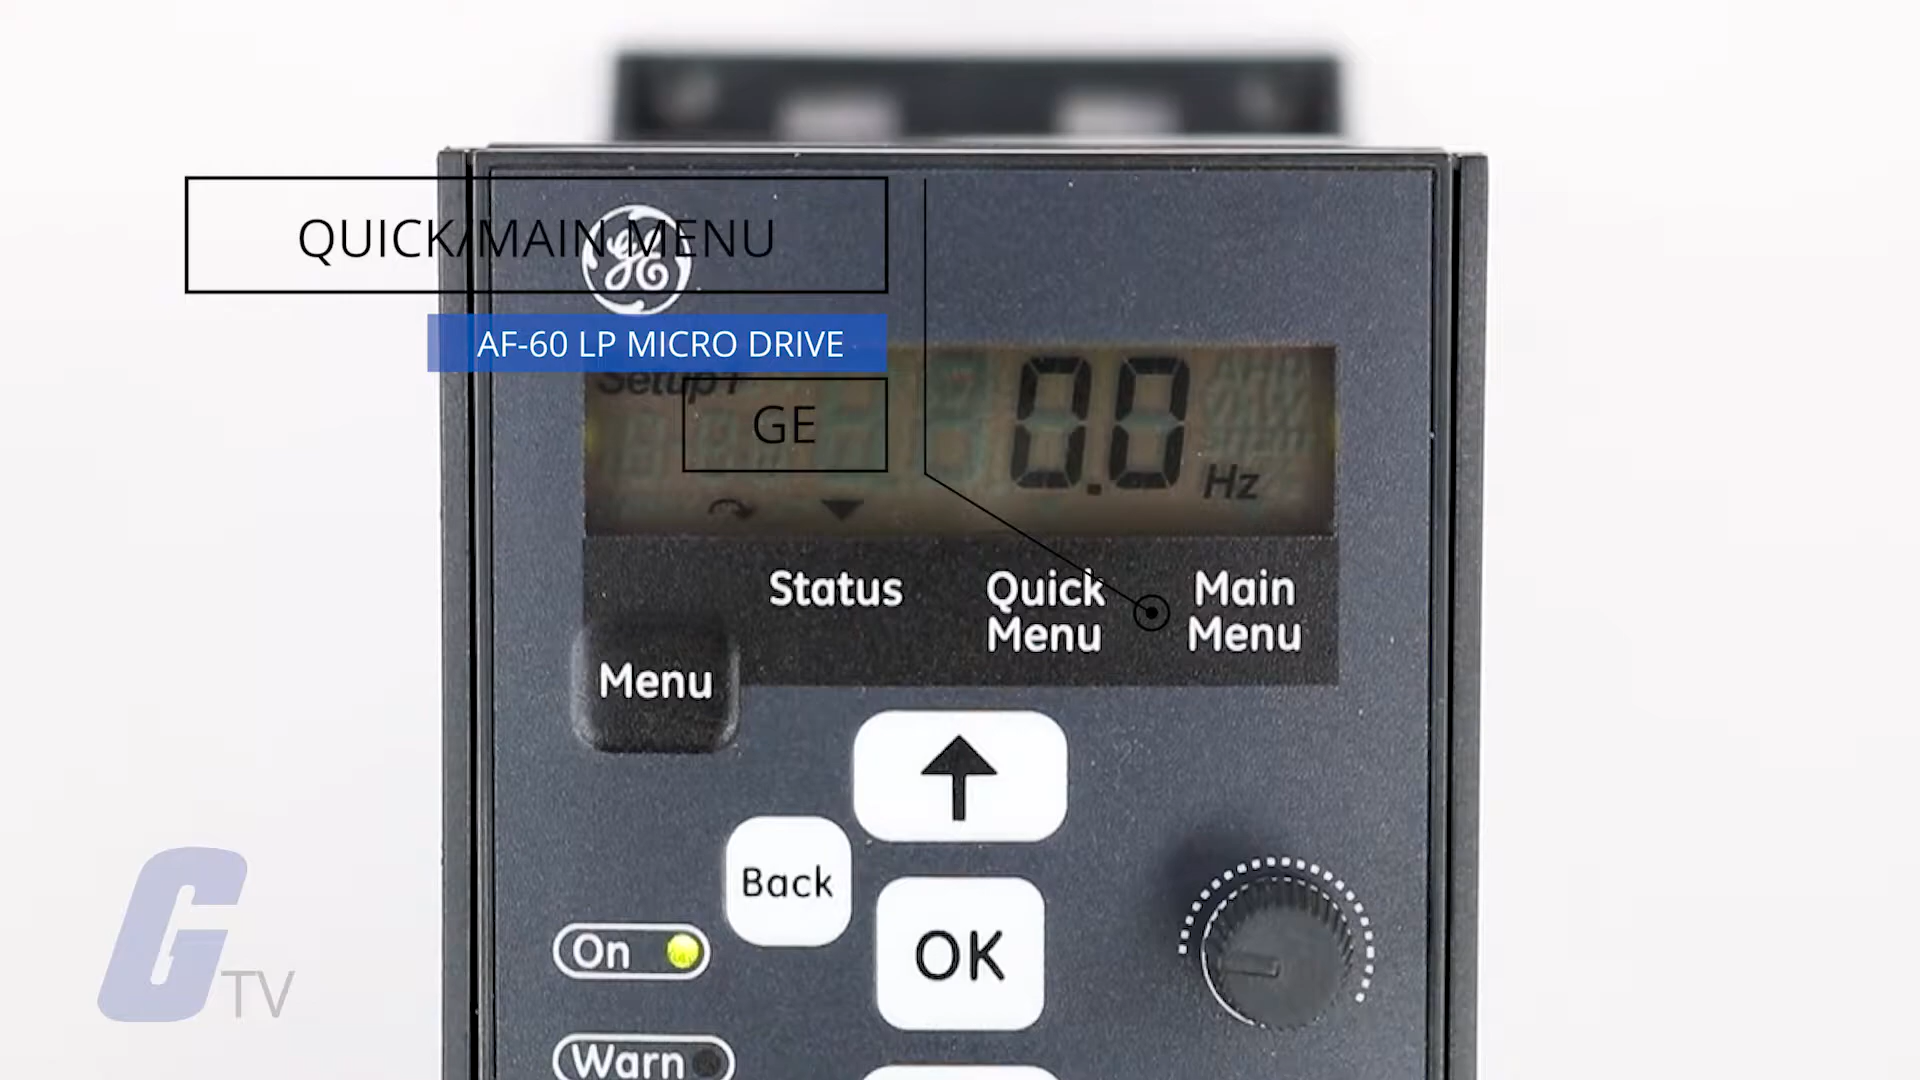 QUICK/MAIN MENU
AF-60 LP MICRO DRIVE
Setup1
GE
0.0
Hz
Status
Quick
Menu
Main
Menu
Menu
Back
On
OK
Warn
G TV